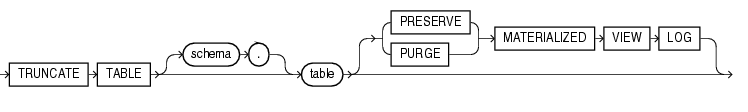 PRESERVE
PURGE
MATERIALIZED VIEW LOG
schema .
TRUNCATE TABLE table